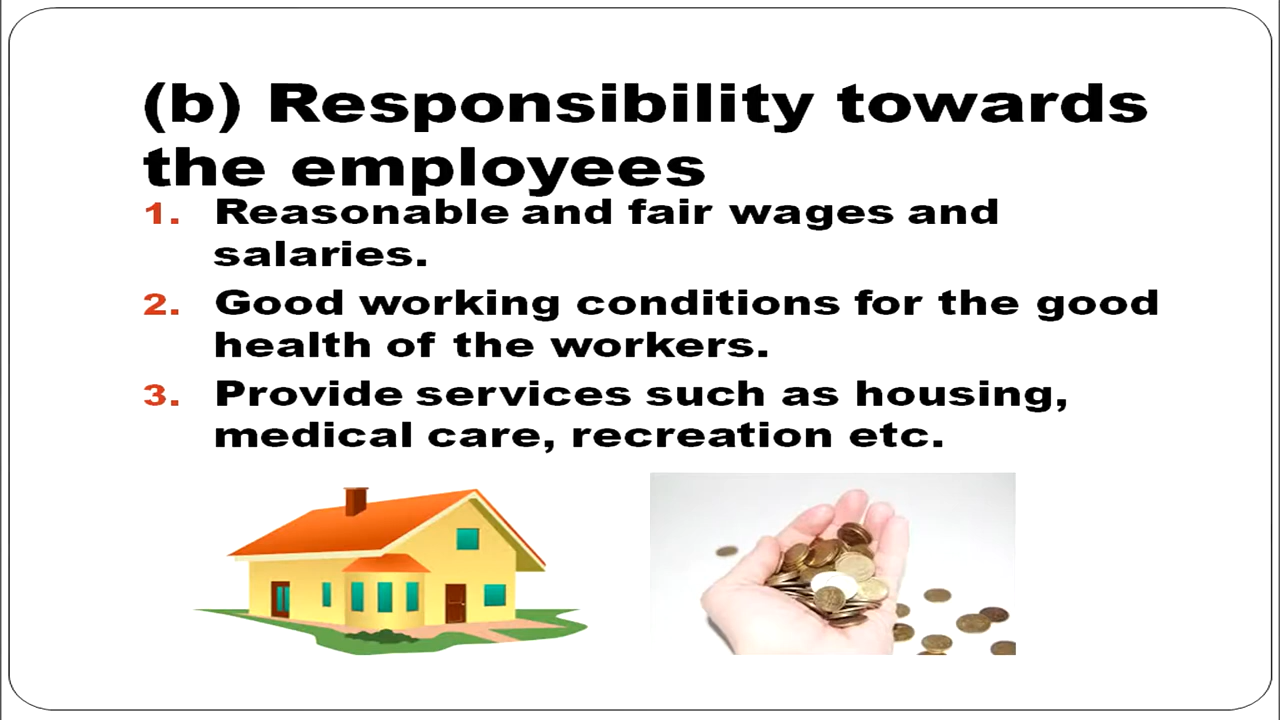 (b) Responsibility towards
the employees
1. Reasonable and fair wages and
salaries.
2. Good working conditions for the good
health of the workers.
3. Provide services such as housing,
medical care, recreation etc.